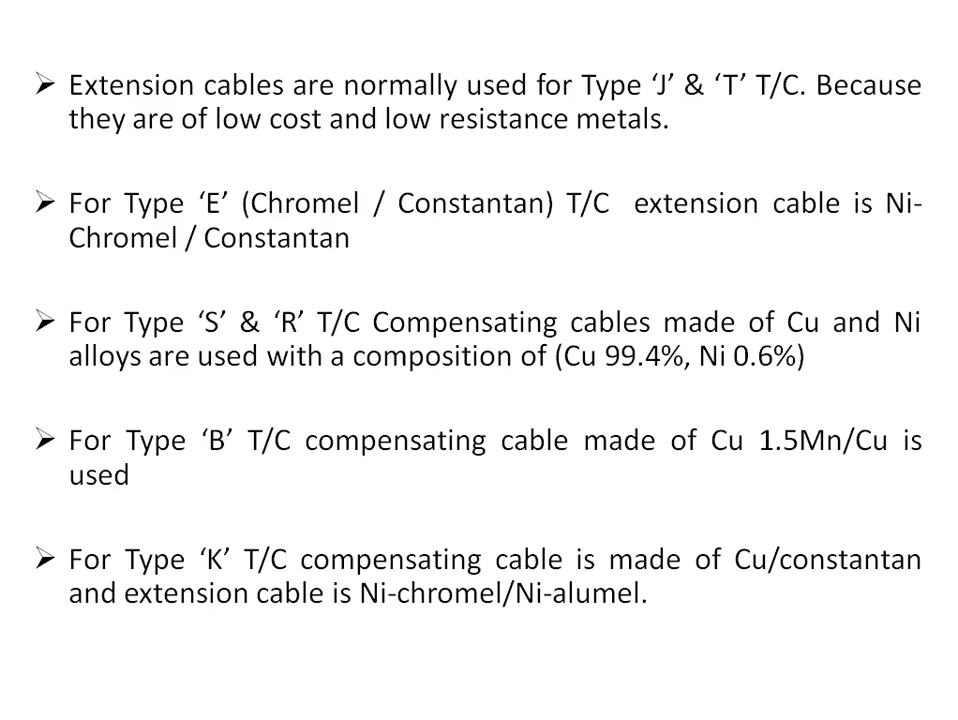 ➢ Extension cables are normally used for Type ‘J’ & ‘T’ T/C. Because
they are of low cost and low resistance metals.
➢ For Type ‘E’ (Chromel / Constantan) T/C extension cable is Ni-
Chromel / Constantan
➢ For Type ‘S’ & ‘R’ T/C Compensating cables made of Cu and Ni
alloys are used with a composition of (Cu 99.4%, Ni 0.6%)
➢ For Type ‘B’ T/C compensating cable made of Cu 1.5Mn/Cu is
used
➢ For Type ‘K’ T/C compensating cable is made of Cu/constantan
and extension cable is Ni-chromel/Ni-alumel.